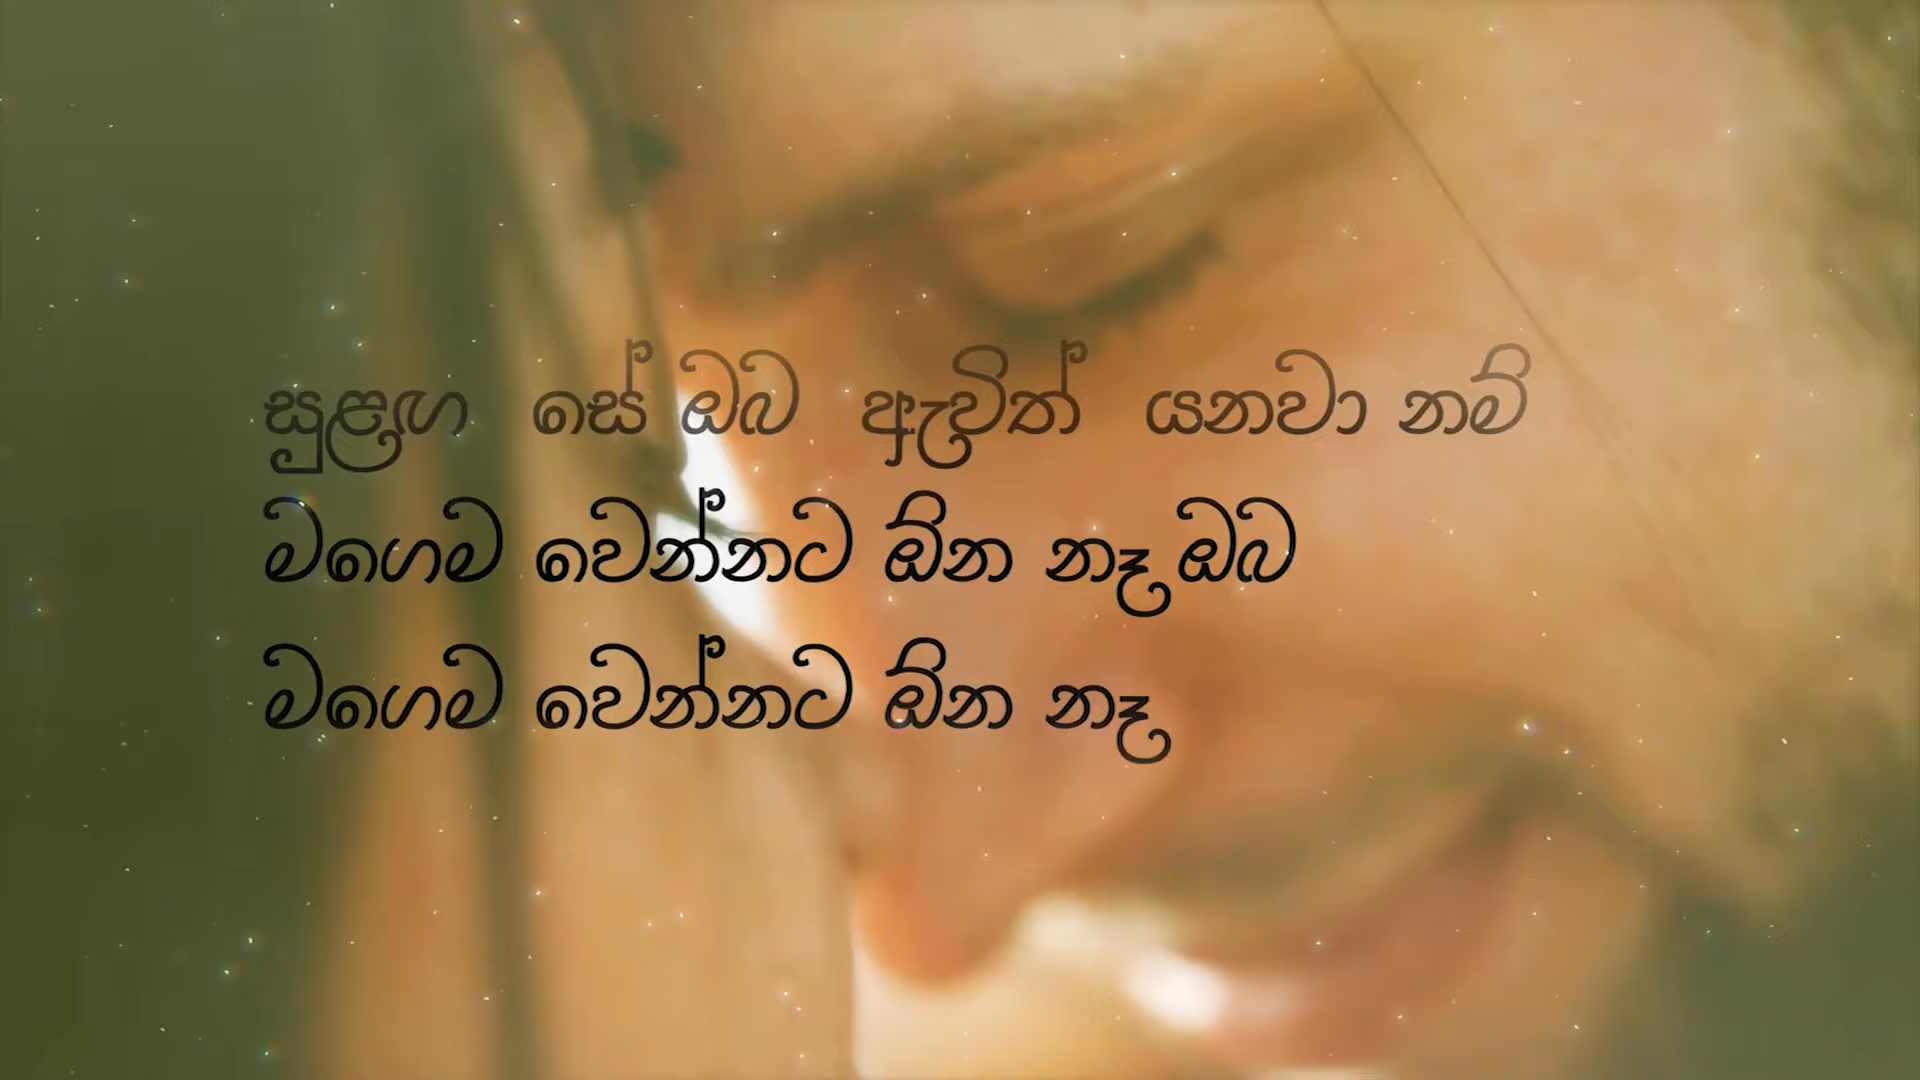 සුළඟ සේ ඔබ ඇවිත් යනවා නම්
මගෙම වෙන්නට ඕන නෑ ඔබ
මගෙම වෙන්නට ඕන නෑ